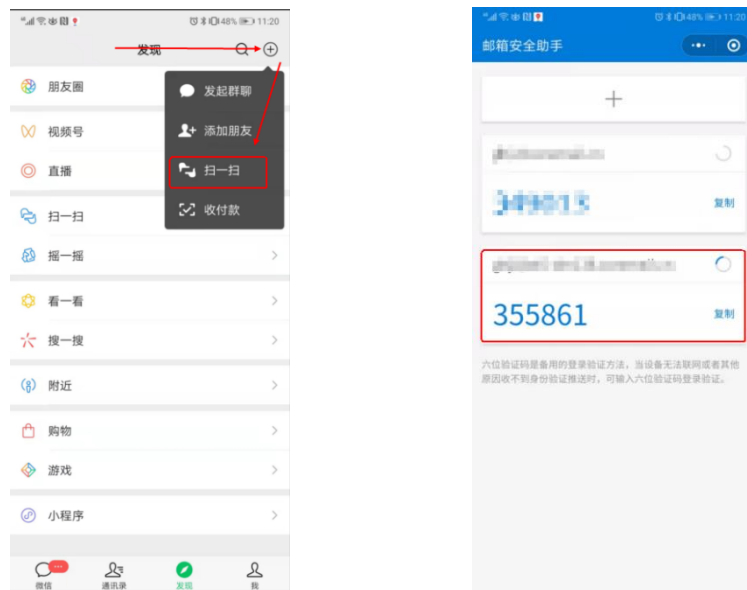 48% 11:20
发现
朋友圈
发起群聊
视频号
添加朋友
直播
扫一扫
扫一扫
收付款
摇一摇
看一看
搜一搜
附近
购物
游戏
小程序
微信
通讯录
发现
我
48% 11:20
邮箱安全助手
复制
355861
复制
六位验证码是备用的登录验证方法，当设备无法联网或者其他
原因收不到身份验证推送时，可输入六位验证码登录验证。